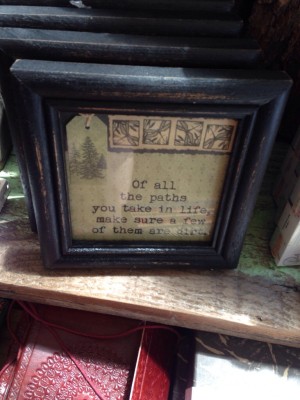 Of all
the paths
you take in life,
make sure a few
of them are dirt.